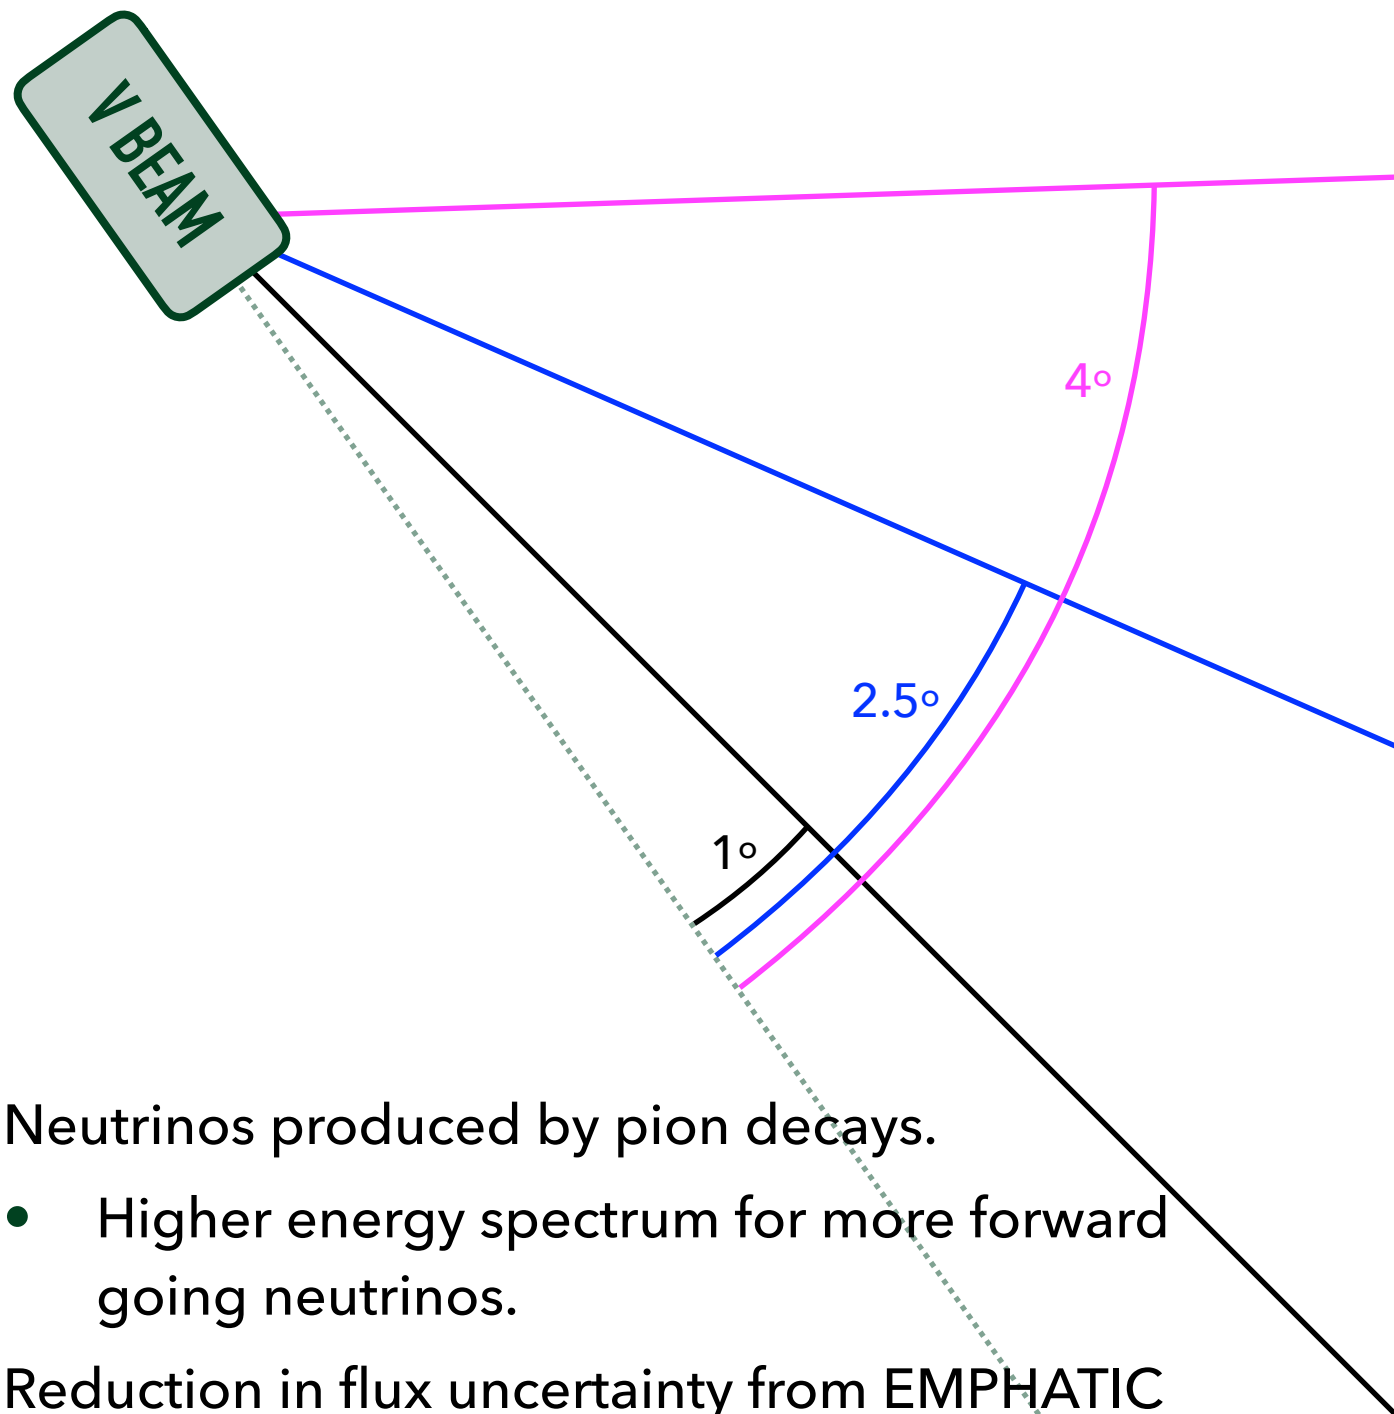 V BEAM
4°
2.5°
1°
Neutrinos produced by pion decays.
• Higher energy spectrum for more forward
going neutrinos.
Reduction in flux uncertainty from EMPHATIC